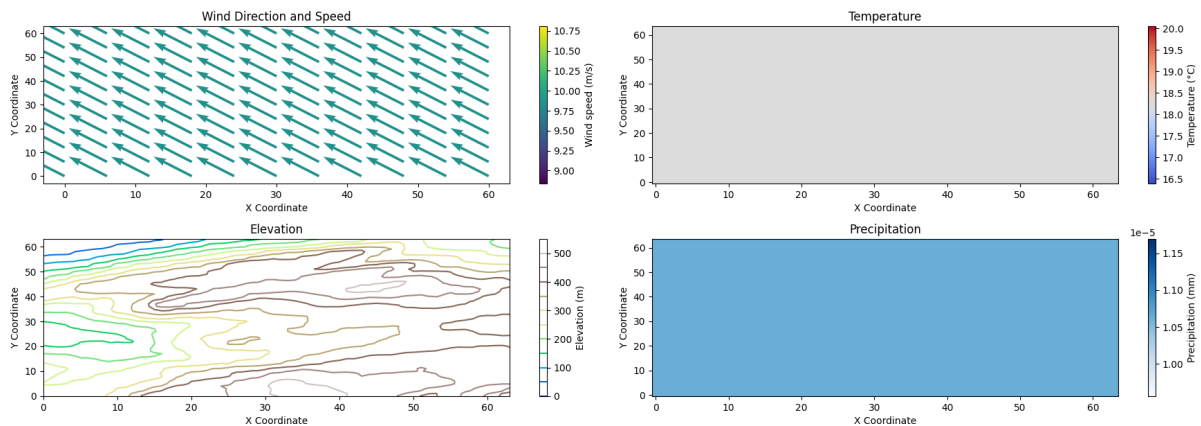 Wind Direction and Speed
60
50
40
30
20
10
0
Y Coordinate
0 10 20 30 40 50 60
X Coordinate
10.75
10.50
10.25
10.00
9.75
9.50
9.25
9.00
Wind speed (m/s)
Temperature
60
50
40
30
20
10
0
Y Coordinate
0 10 20 30 40 50 60
X Coordinate
20.0
19.5
19.0
18.5
18.0
17.5
17.0
16.5
Temperature (°C)
Elevation
60
50
40
30
20
10
0
Y Coordinate
0 10 20 30 40 50 60
X Coordinate
500
400
300
200
100
0
Elevation (m)
Precipitation
60
50
40
30
20
10
0
Y Coordinate
0 10 20 30 40 50 60
X Coordinate
1e−5
1.15
1.10
1.05
1.00
Precipitation (mm)